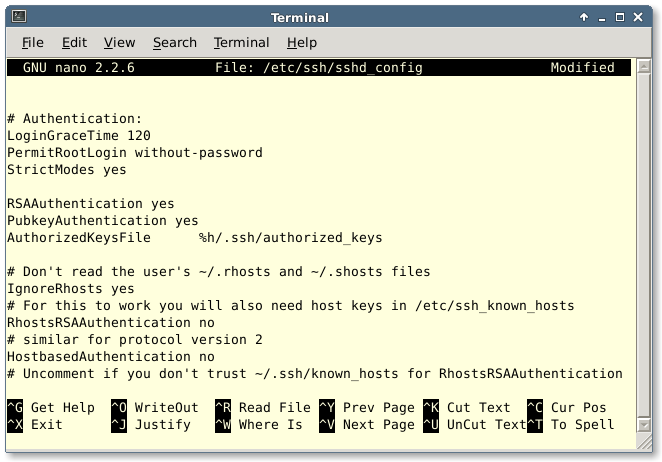 Terminal
File Edit View Search Terminal Help
GNU nano 2.2.6 File: /etc/ssh/sshd_config Modified
# Authentication:
LoginGraceTime 120
PermitRootLogin without-password
StrictModes yes
RSAAuthentication yes
PubkeyAuthentication yes
AuthorizedKeysFile %h/.ssh/authorized_keys
# Don't read the user's ~/.rhosts and ~/.shosts files
IgnoreRhosts yes
# For this to work you will also need host keys in /etc/ssh_known_hosts
RhostsRSAAuthentication no
# similar for protocol version 2
HostbasedAuthentication no
# Uncomment if you don't trust ~/.ssh/known_hosts for RhostsRSAAuthentication
^G Get Help ^O WriteOut ^R Read File ^Y Prev Page ^K Cut Text ^C Cur Pos
^X Exit ^J Justify ^W Where Is ^V Next Page ^U UnCut Text ^T To Spell